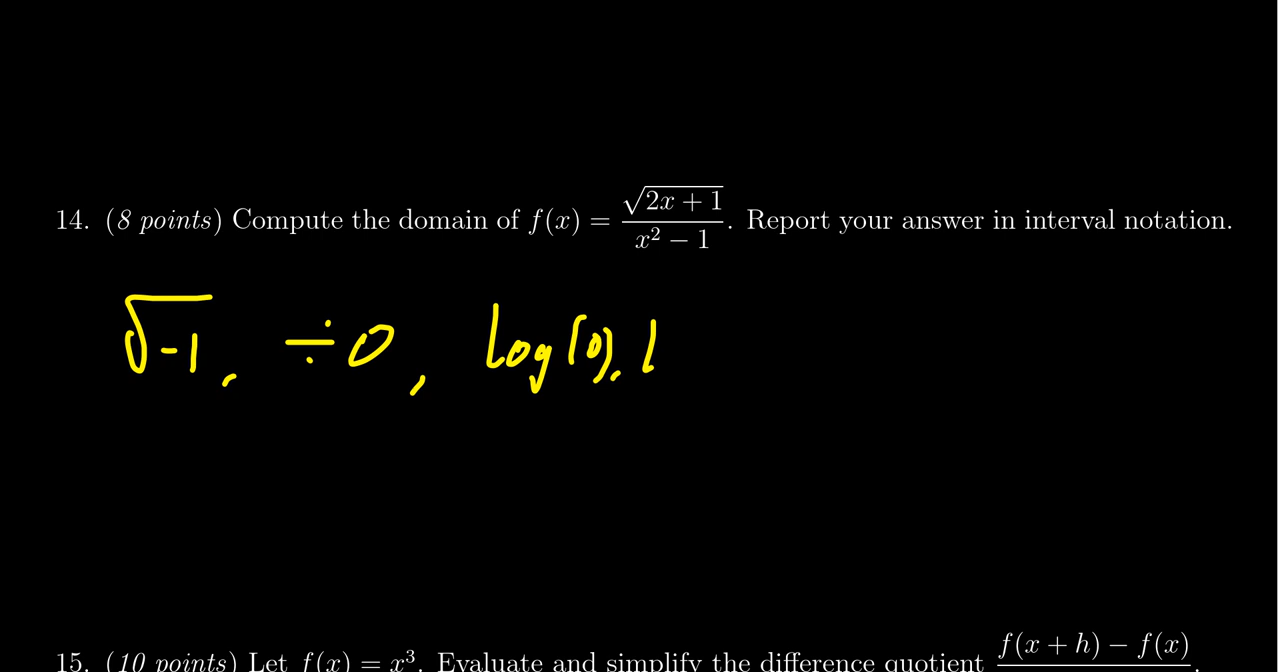 14. (8 points) Compute the domain of f(x) = √(2x + 1) / (x² − 1). Report your answer in interval notation.
√-1, ÷0, log(0), l
15. (10 points) Let f(x) = x³. Evaluate and simplify the difference quotient f(x + h) − f(x)